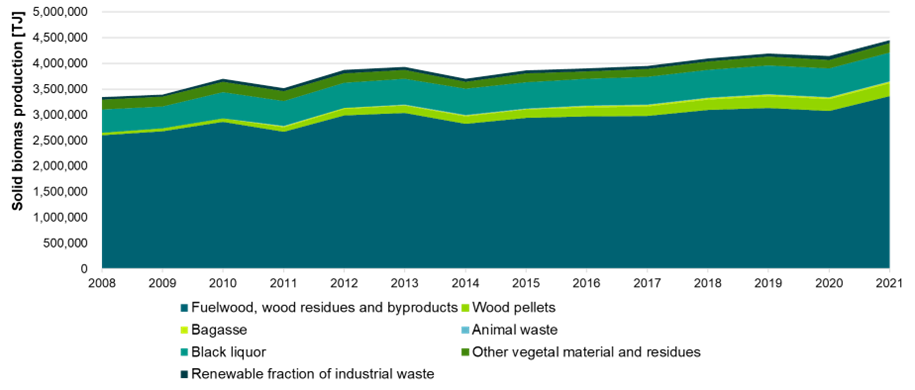 Solid biomas production [TJ]
5,000,000
4,500,000
4,000,000
3,500,000
3,000,000
2,500,000
2,000,000
1,500,000
1,000,000
500,000
0
2008 2009 2010 2011 2012 2013 2014 2015 2016 2017 2018 2019 2020 2021
Fuelwood, wood residues and byproducts Wood pellets
Bagasse Animal waste
Black liquor Other vegetal material and residues
Renewable fraction of industrial waste